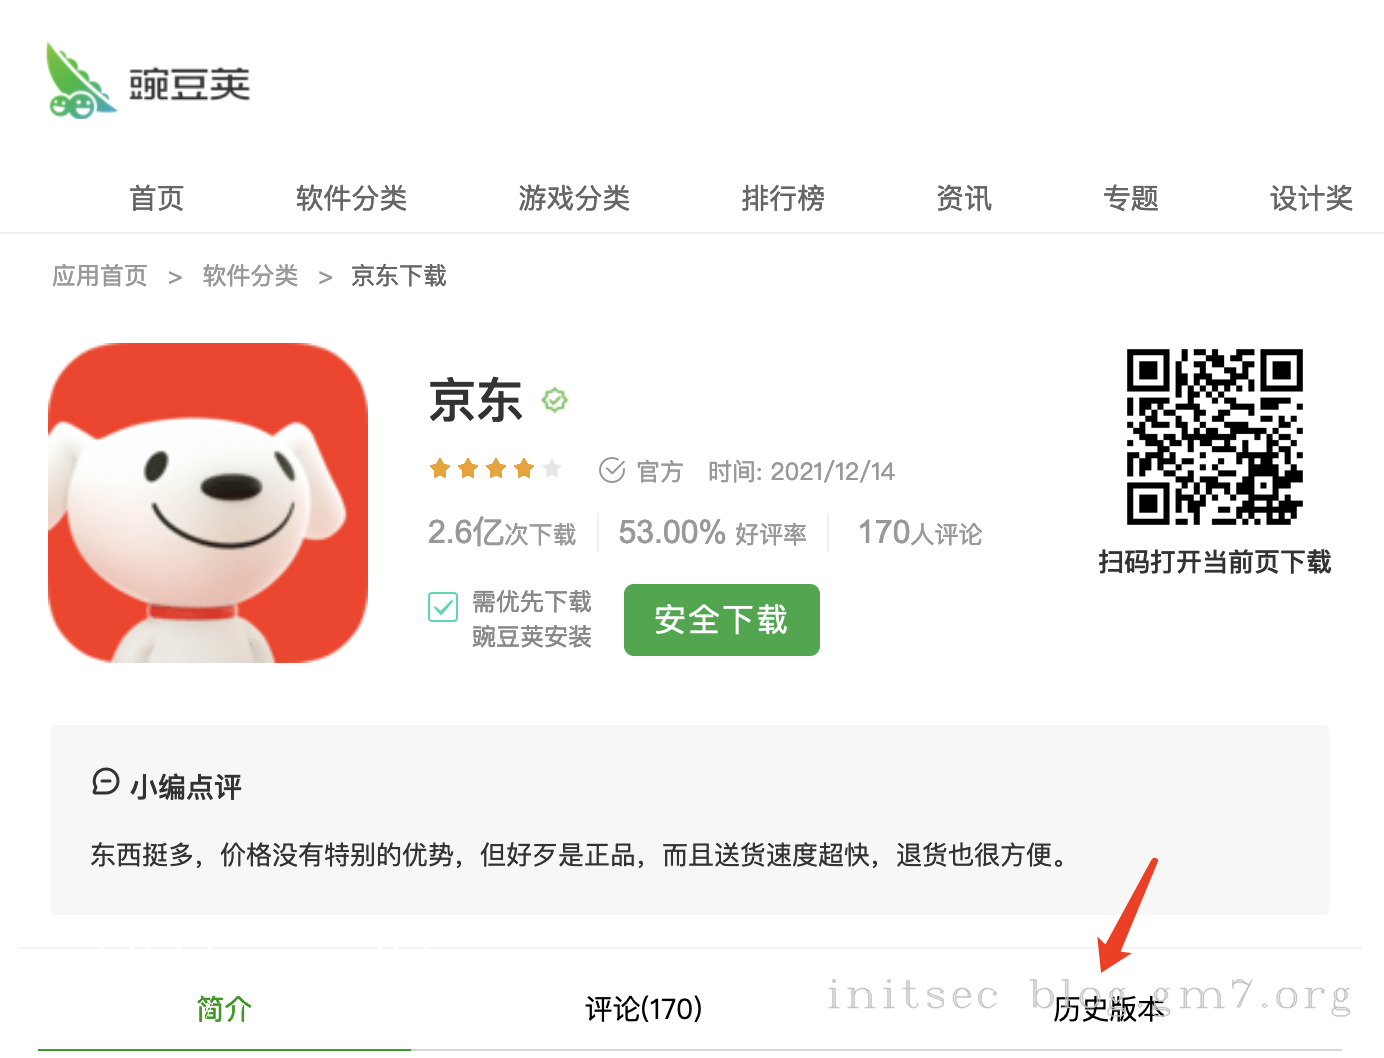 豌豆荚
首页 软件分类 游戏分类 排行榜 资讯 专题 设计奖
应用首页 > 软件分类 > 京东下载
京东
官方 时间: 2021/12/14
2.6亿次下载 53.00% 好评率 170人评论
需优先下载
豌豆荚安装
安全下载
扫码打开当前页下载
小编点评
东西挺多，价格没有特别的优势，但好歹是正品，而且送货速度超快，退货也很方便。
简介 评论(170) 历史版本
initsec blog.gm7.org